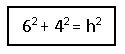 6² + 4² = h²